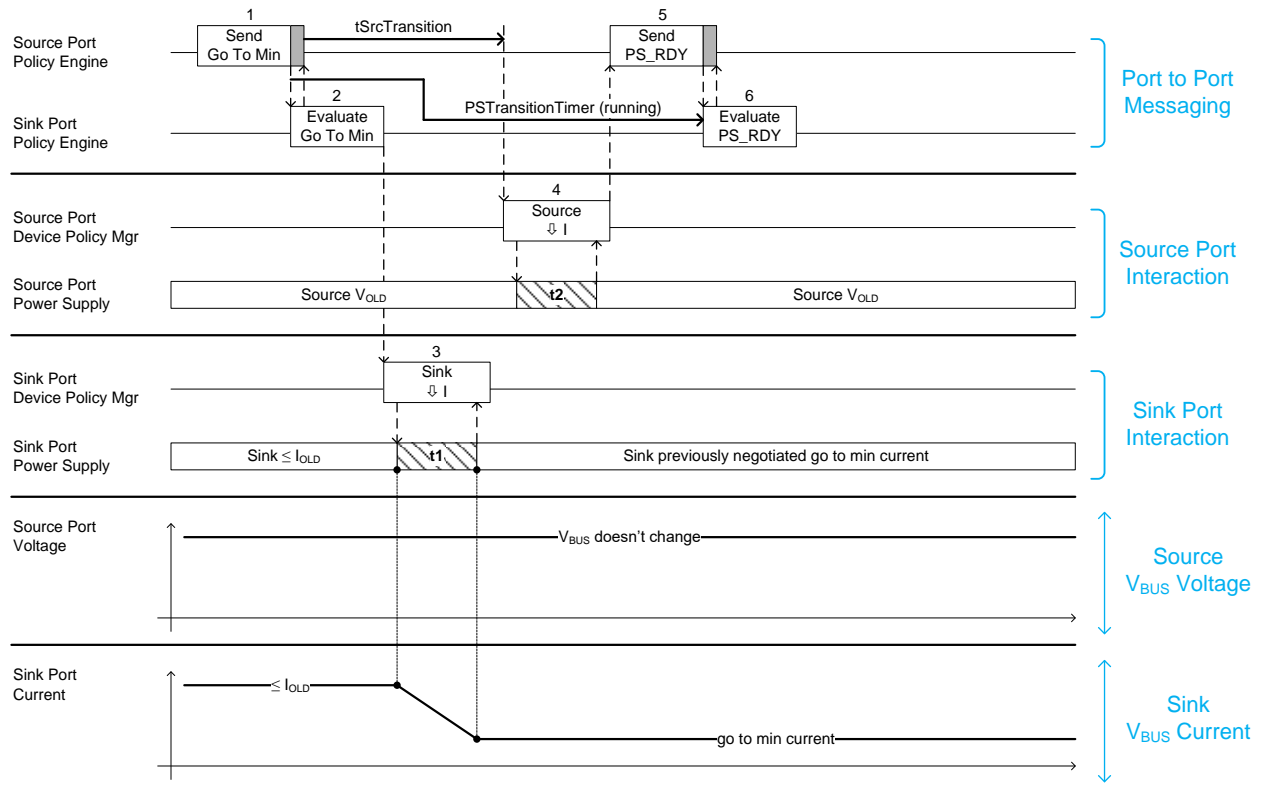 1
Send
Go To Min
tSrcTransition
5
Send
PS_RDY
Source Port
Policy Engine
Port to Port
Messaging
2
Evaluate
Go To Min
PSTransitionTimer (running)
6
Evaluate
PS_RDY
Sink Port
Policy Engine
4
Source
⇩ I
Source Port
Device Policy Mgr
Source Port
Interaction
Source Port
Power Supply
Source VOLD
t2
Source VOLD
3
Sink
⇩ I
Sink Port
Device Policy Mgr
Sink Port
Interaction
Sink Port
Power Supply
Sink ≤ IOLD
t1
Sink previously negotiated go to min current
Source Port
Voltage
VBUS doesn't change
Source
VBUS Voltage
Sink Port
Current
≤ IOLD
go to min current
Sink
VBUS Current